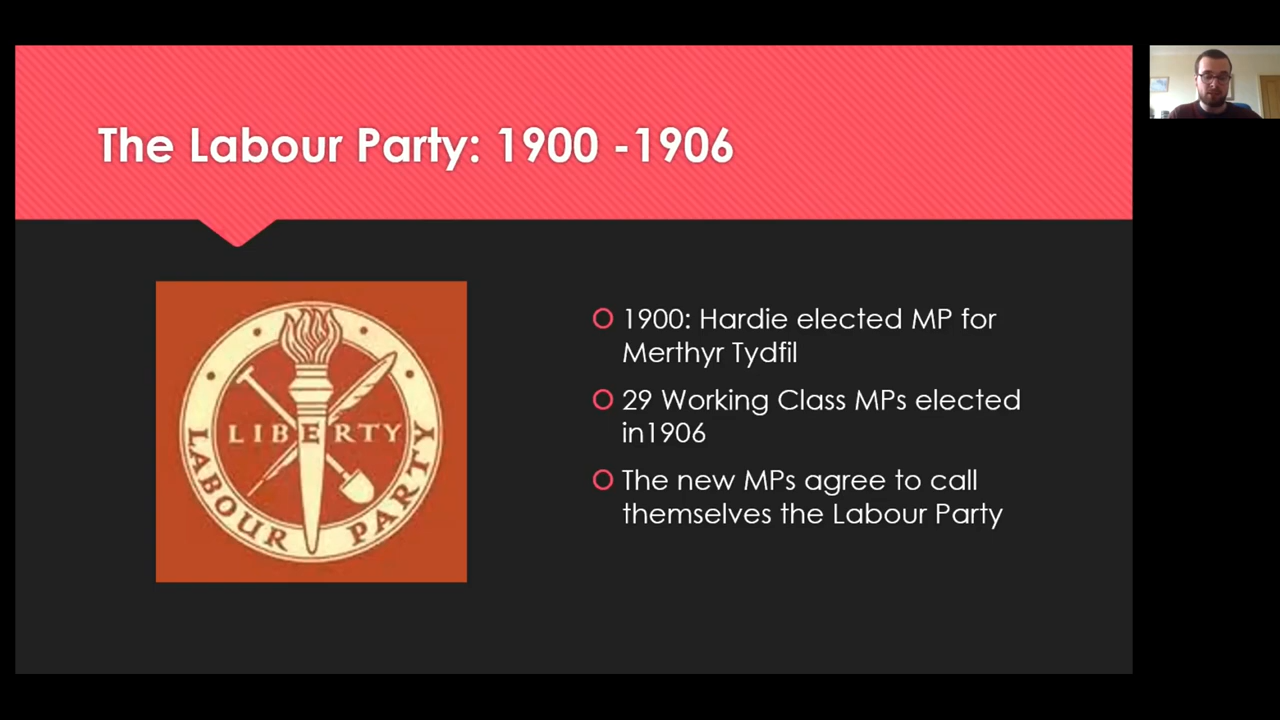 The Labour Party: 1900 -1906
LIBERTY
LABOUR PARTY
1900: Hardie elected MP for
Merthyr Tydfil
29 Working Class MPs elected
in1906
The new MPs agree to call
themselves the Labour Party